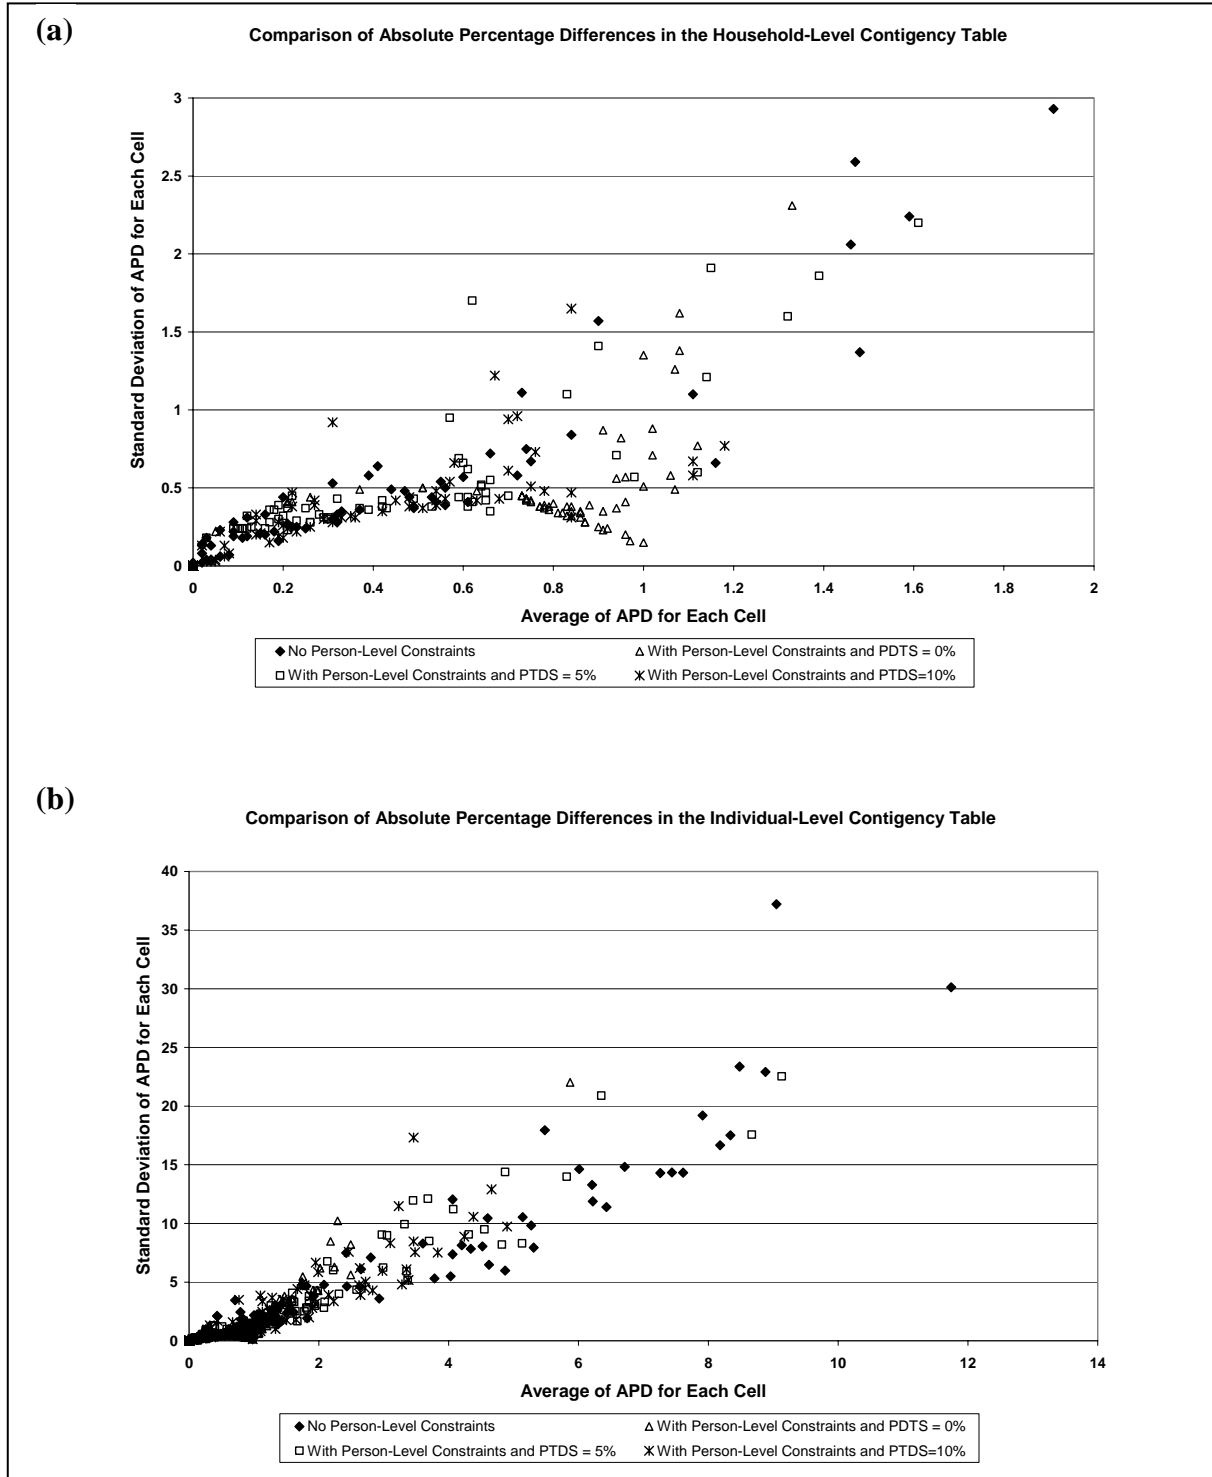 (a)
Comparison of Absolute Percentage Differences in the Household-Level Contigency Table
3
2.5
2
1.5
1
0.5
0
Standard Deviation of APD for Each Cell
0 0.2 0.4 0.6 0.8 1 1.2 1.4 1.6 1.8 2
Average of APD for Each Cell
No Person-Level Constraints With Person-Level Constraints and PDTS = 0%
With Person-Level Constraints and PTDS = 5% With Person-Level Constraints and PTDS=10%
(b)
Comparison of Absolute Percentage Differences in the Individual-Level Contigency Table
40
35
30
25
20
15
10
5
0
Standard Deviation of APD for Each Cell
0 2 4 6 8 10 12 14
Average of APD for Each Cell
No Person-Level Constraints With Person-Level Constraints and PDTS = 0%
With Person-Level Constraints and PTDS = 5% With Person-Level Constraints and PTDS=10%